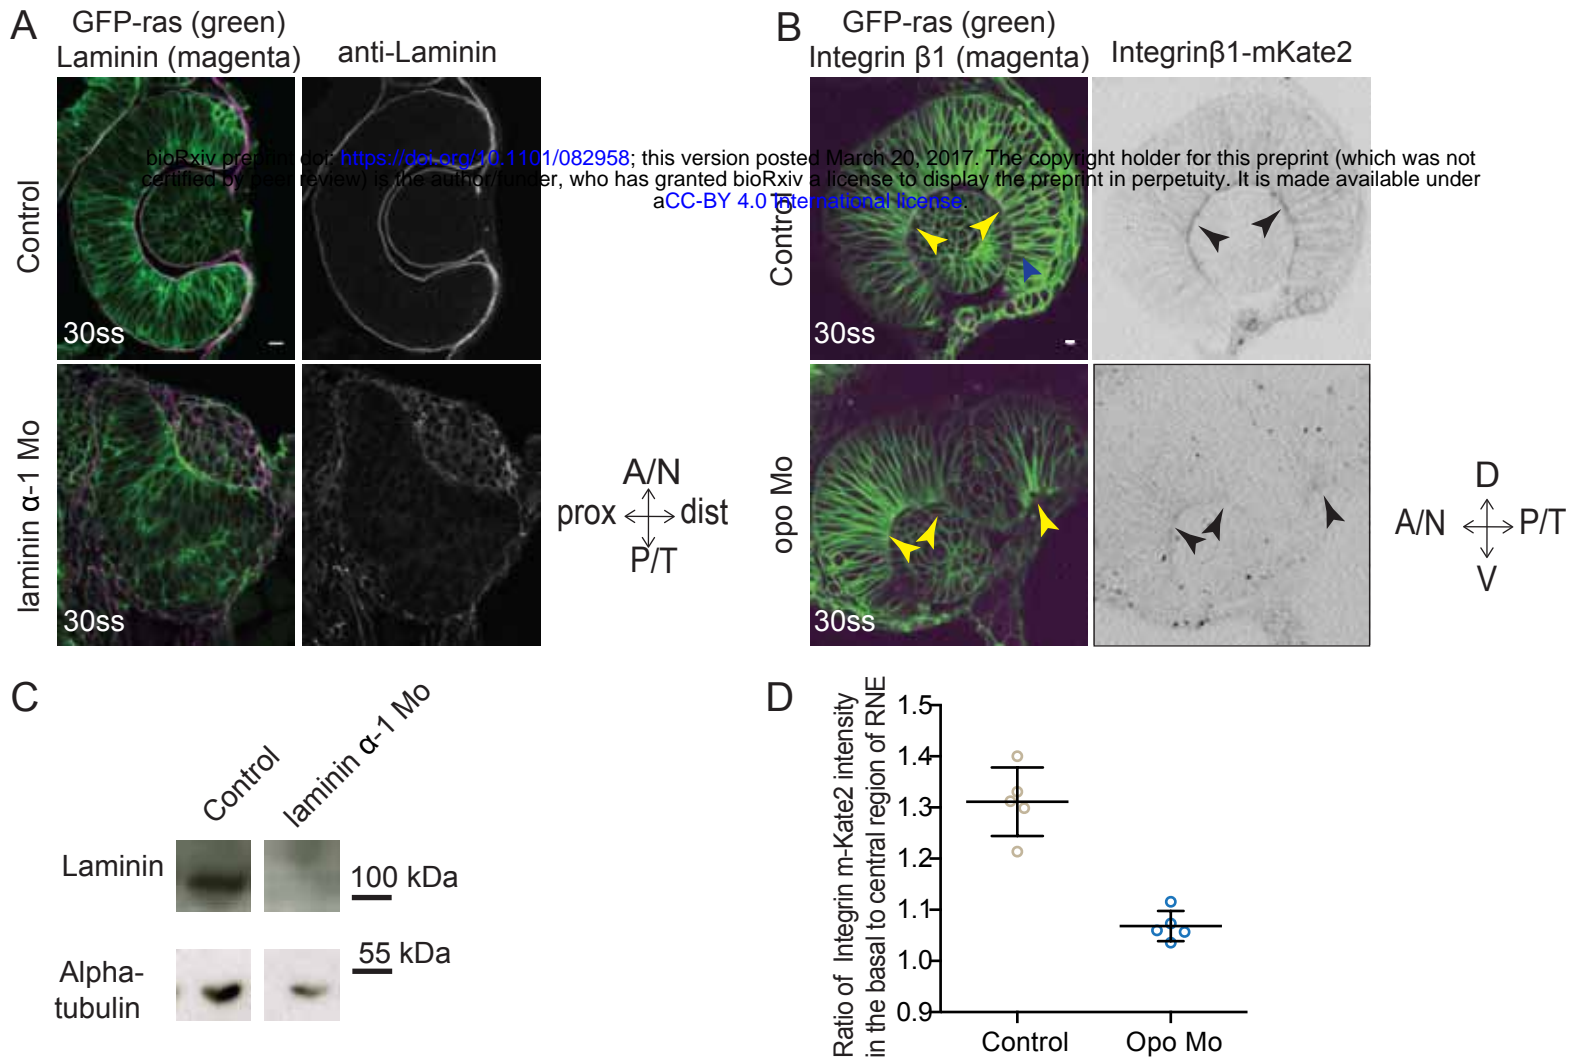 A
GFP-ras (green)
Laminin (magenta)
anti-Laminin
B
GFP-ras (green)
Integrin β1 (magenta)
Integrinβ1-mKate2
bioRxiv preprint doi: https://doi.org/10.1101/082958; this version posted March 20, 2017. The copyright holder for this preprint (which was not
certified by peer review) is the author/funder, who has granted bioRxiv a license to display the preprint in perpetuity. It is made available under
aCC-BY 4.0 International license.
Control
30ss
Control
30ss
laminin α-1 Mo
30ss
A/N
prox
dist
P/T
opo Mo
30ss
D
A/N
P/T
V
C
Control
laminin α-1 Mo
Laminin
100 kDa
Alpha-
tubulin
55 kDa
D
Ratio of Integrin m-Kate2 intensity
in the basal to central region of RNE
1.5
1.4
1.3
1.2
1.1
1.0
0.9
Control
Opo Mo